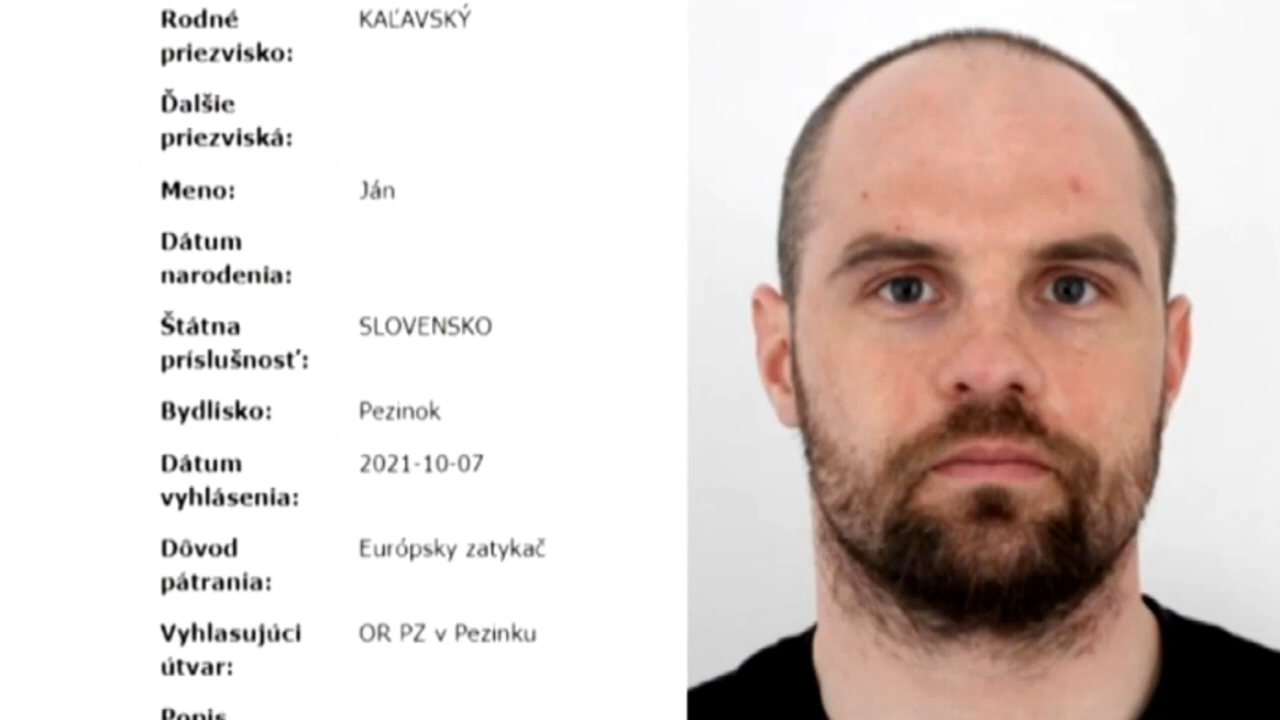 Rodné KAĽAVSKÝ
priezvisko:
Ďalšie
priezviská:
Meno: Ján
Dátum
narodenia:
Štátna SLOVENSKO
príslušnosť:
Bydlisko: Pezinok
Dátum 2021-10-07
vyhlásenia:
Dôvod Európsky zatykač
pátrania:
Vyhlasujúci OR PZ v Pezinku
útvar:
Popis